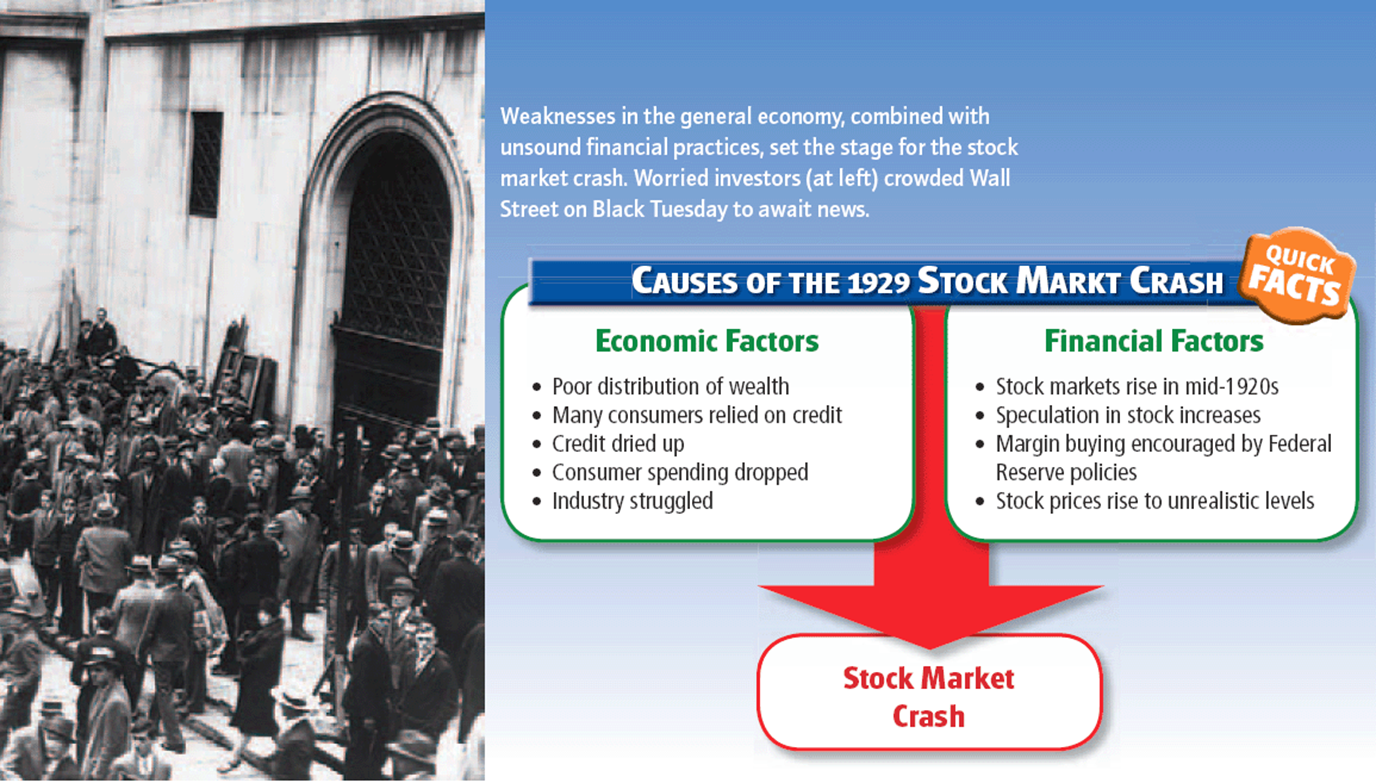 Weaknesses in the general economy, combined with
unsound financial practices, set the stage for the stock
market crash. Worried investors (at left) crowded Wall
Street on Black Tuesday to await news.
QUICK
FACTS
CAUSES OF THE 1929 STOCK MARKT CRASH
Economic Factors
• Poor distribution of wealth
• Many consumers relied on credit
• Credit dried up
• Consumer spending dropped
• Industry struggled
Financial Factors
• Stock markets rise in mid-1920s
• Speculation in stock increases
• Margin buying encouraged by Federal
Reserve policies
• Stock prices rise to unrealistic levels
Stock Market
Crash